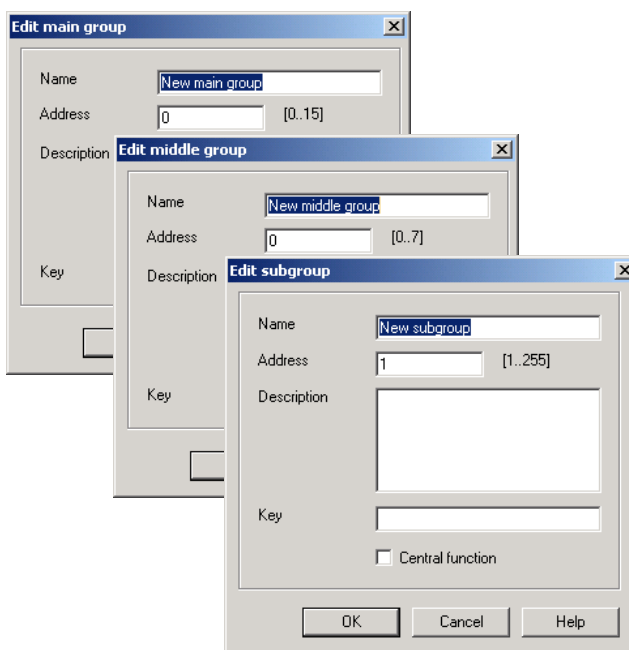 Edit main group
Name New main group
Address 0 [0..15]
Description
Key
Edit middle group
Name New middle group
Address 0 [0..7]
Description
Key
Edit subgroup
Name New subgroup
Address 1 [1..255]
Description
Key
Central function
OK Cancel Help